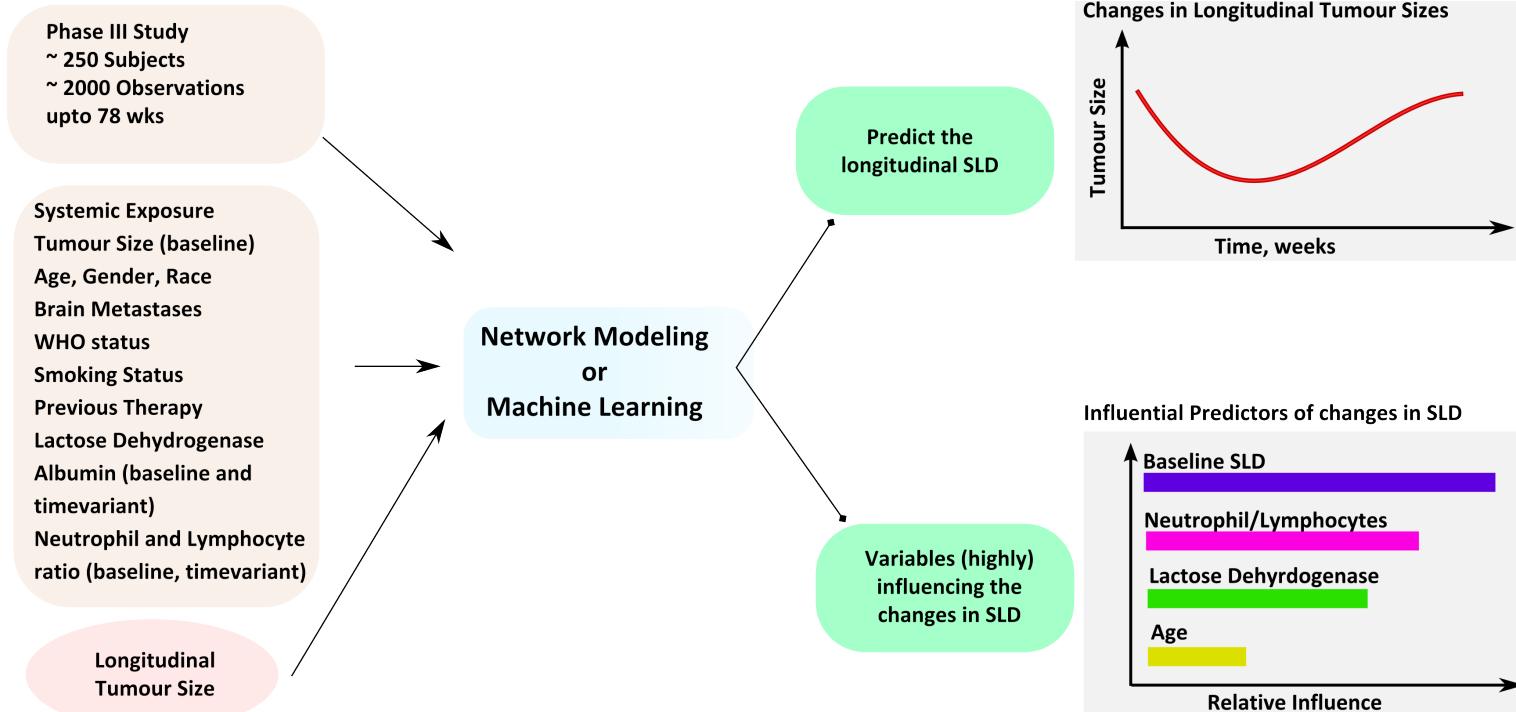 Phase III Study
~ 250 Subjects
~ 2000 Observations
upto 78 wks
Systemic Exposure
Tumour Size (baseline)
Age, Gender, Race
Brain Metastases
WHO status
Smoking Status
Previous Therapy
Lactose Dehydrogenase
Albumin (baseline and
timevariant)
Neutrophil and Lymphocyte
ratio (baseline, timevariant)
Longitudinal
Tumour Size
Network Modeling
or
Machine Learning
Predict the
longitudinal SLD
Variables (highly)
influencing the
changes in SLD
Changes in Longitudinal Tumour Sizes
Tumour Size
Time, weeks
Influential Predictors of changes in SLD
Baseline SLD
Neutrophil/Lymphocytes
Lactose Dehyrdogenase
Age
Relative Influence